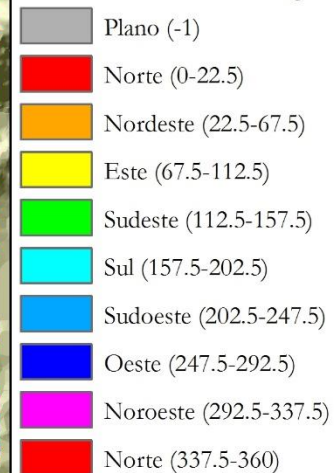 Plano (-1)
Norte (0-22.5)
Nordeste (22.5-67.5)
Este (67.5-112.5)
Sudeste (112.5-157.5)
Sul (157.5-202.5)
Sudoeste (202.5-247.5)
Oeste (247.5-292.5)
Noroeste (292.5-337.5)
Norte (337.5-360)